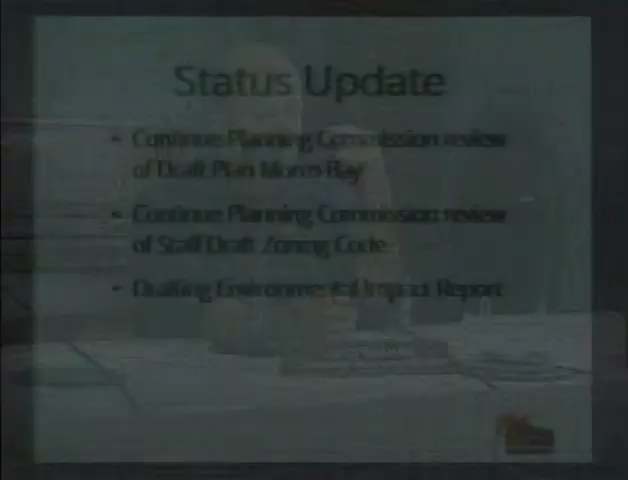 Status Update
• Continue Planning Commission review
of Draft Plan Morro Bay
• Continue Planning Commission review
of Staff Draft Zoning Code
• Drafting Environmental Impact Report